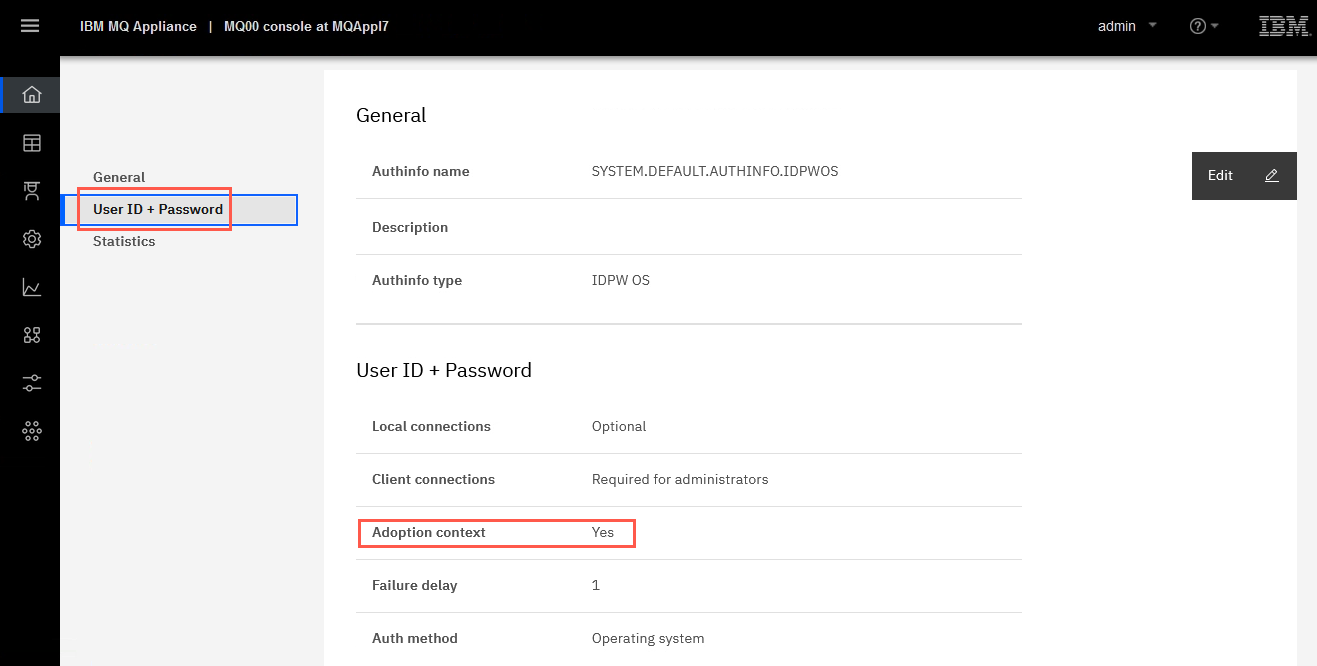 IBM MQ Appliance | MQ00 console at MQAppl7
admin
IBM
General
User ID + Password
Statistics
General
Authinfo name SYSTEM.DEFAULT.AUTHINFO.IDPWOS
Edit
Description
Authinfo type IDPW OS
User ID + Password
Local connections Optional
Client connections Required for administrators
Adoption context Yes
Failure delay 1
Auth method Operating system